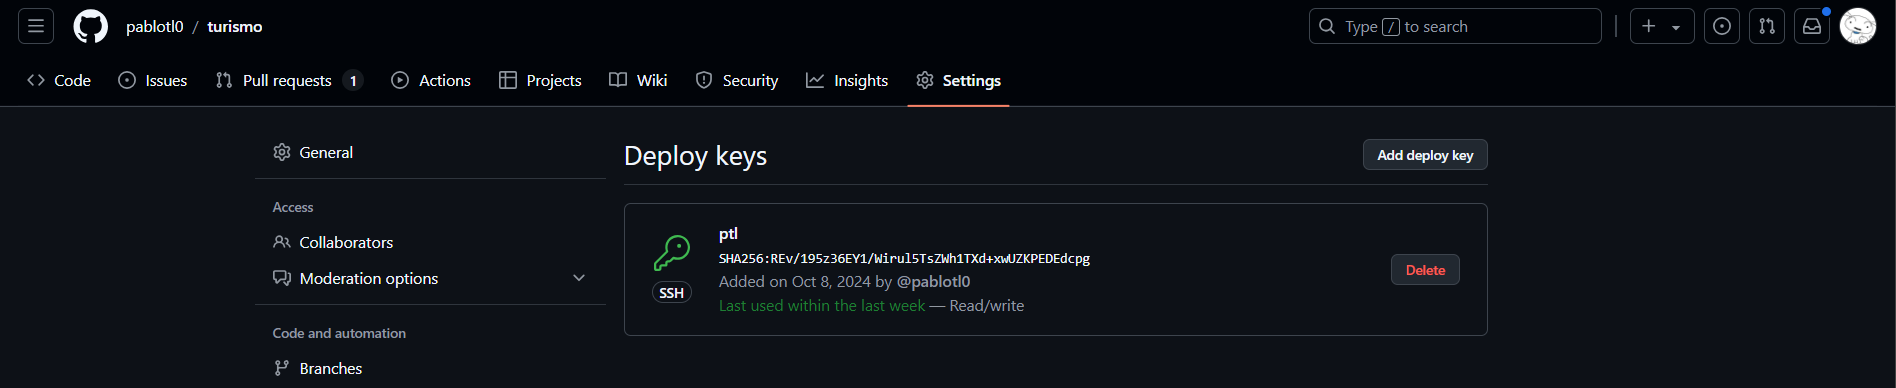 pablotl0 / turismo
Type / to search
Code
Issues
Pull requests 1
Actions
Projects
Wiki
Security
Insights
Settings
General
Access
Collaborators
Moderation options
Code and automation
Branches
Deploy keys
Add deploy key
ptl
SHA256:REv/195z36EY1/Wirul5TsZWh1TXd+xwUZKPEDEdcpg
Added on Oct 8, 2024 by @pablotl0
Last used within the last week — Read/write
SSH
Delete